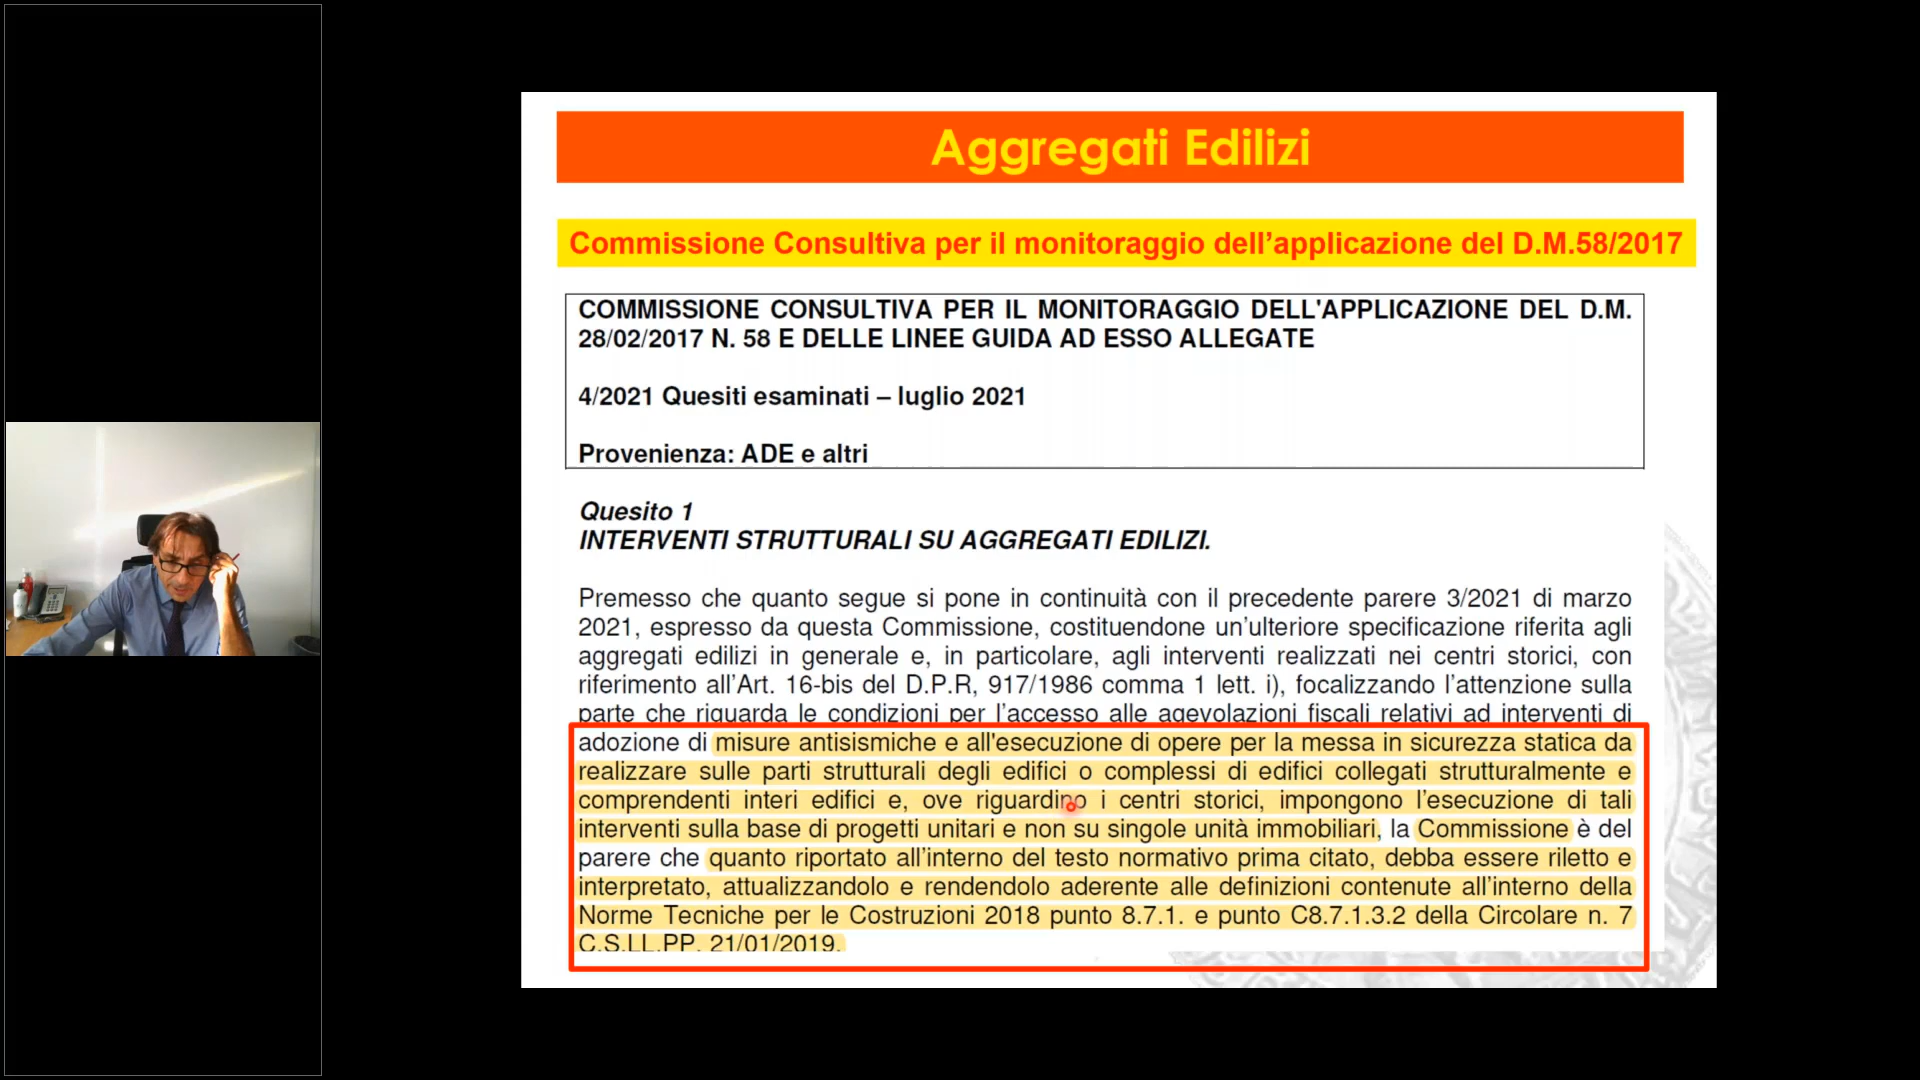 Aggregati Edilizi
Commissione Consultiva per il monitoraggio dell’applicazione del D.M.58/2017
COMMISSIONE CONSULTIVA PER IL MONITORAGGIO DELL'APPLICAZIONE DEL D.M.
28/02/2017 N. 58 E DELLE LINEE GUIDA AD ESSO ALLEGATE
4/2021 Quesiti esaminati – luglio 2021
Provenienza: ADE e altri
Quesito 1
INTERVENTI STRUTTURALI SU AGGREGATI EDILIZI.
Premesso che quanto segue si pone in continuità con il precedente parere 3/2021 di marzo
2021, espresso da questa Commissione, costituendone un’ulteriore specificazione riferita agli
aggregati edilizi in generale e, in particolare, agli interventi realizzati nei centri storici, con
riferimento all’Art. 16-bis del D.P.R, 917/1986 comma 1 lett. i), focalizzando l’attenzione sulla
parte che riguarda le condizioni per l’accesso alle agevolazioni fiscali relativi ad interventi di
adozione di misure antisismiche e all'esecuzione di opere per la messa in sicurezza statica da
realizzare sulle parti strutturali degli edifici o complessi di edifici collegati strutturalmente e
comprendenti interi edifici e, ove riguardino i centri storici, impongono l’esecuzione di tali
interventi sulla base di progetti unitari e non su singole unità immobiliari, la Commissione è del
parere che quanto riportato all’interno del testo normativo prima citato, debba essere riletto e
interpretato, attualizzandolo e rendendolo aderente alle definizioni contenute all’interno della
Norme Tecniche per le Costruzioni 2018 punto 8.7.1. e punto C8.7.1.3.2 della Circolare n. 7
C.S.LL.PP. 21/01/2019.